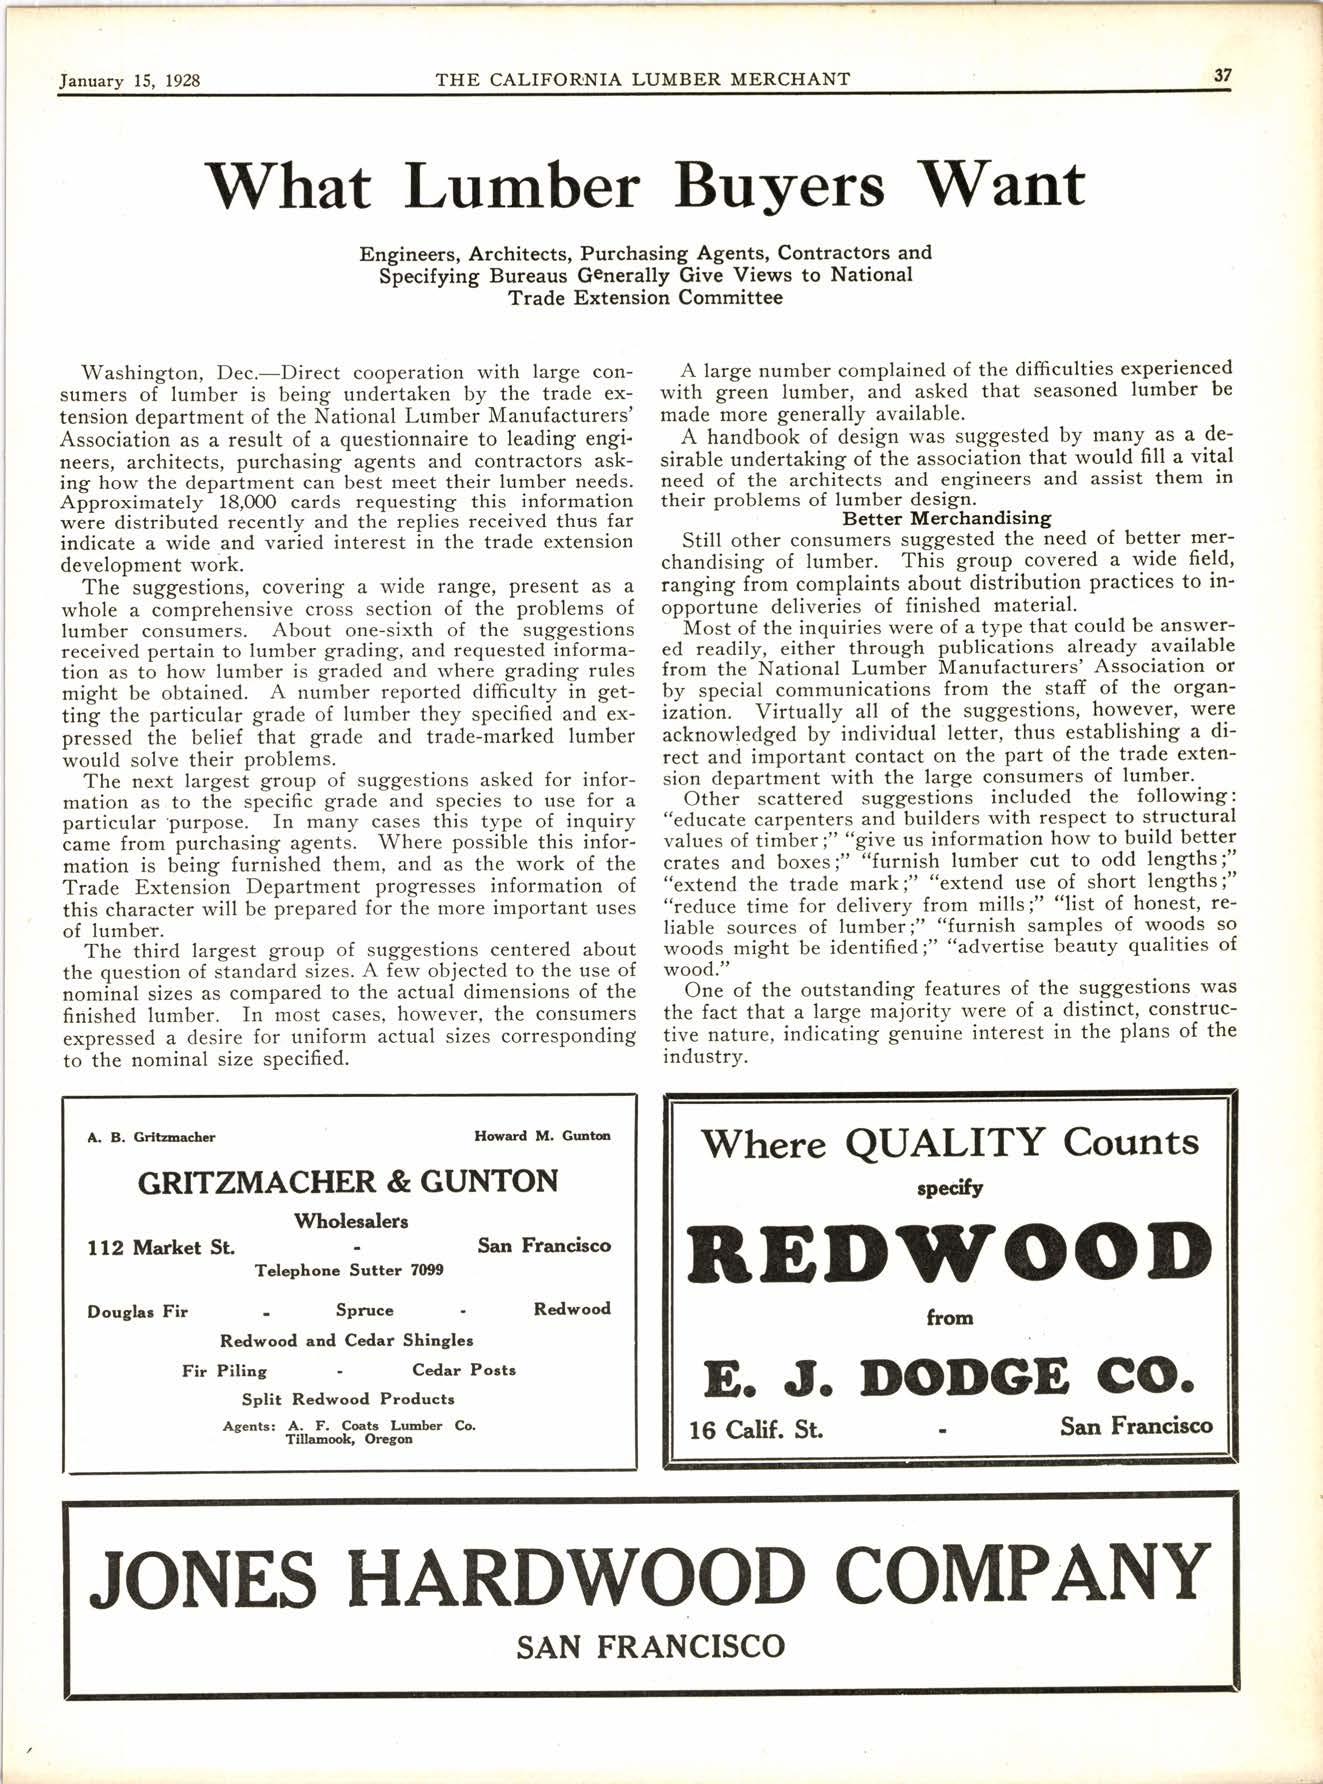 January 15, 1928 THE CALIFORNIA LUMBER MERCHANT 37
What Lumber Buyers Want
Engineers, Architects, Purchasing Agents, Contractors and
Specifying Bureaus Generally Give Views to National
Trade Extension Committee
Washington, Dec.—Direct cooperation with large con-
sumers of lumber is being undertaken by the trade ex-
tension department of the National Lumber Manufacturers'
Association as a result of a questionnaire to leading engi-
neers, architects, purchasing agents and contractors ask-
ing how the department can best meet their lumber needs.
Approximately 18,000 cards requesting this information
were distributed recently and the replies received thus far
indicate a wide and varied interest in the trade extension
development work.
The suggestions, covering a wide range, present as a
whole a comprehensive cross section of the problems of
lumber consumers. About one-sixth of the suggestions
received pertain to lumber grading, and requested informa-
tion as to how lumber is graded and where grading rules
might be obtained. A number reported difficulty in get-
ting the particular grade of lumber they specified and ex-
pressed the belief that grade and trade-marked lumber
would solve their problems.
The next largest group of suggestions asked for infor-
mation as to the specific grade and species to use for a
particular purpose. In many cases this type of inquiry
came from purchasing agents. Where possible this infor-
mation is being furnished them, and as the work of the
Trade Extension Department progresses information of
this character will be prepared for the more important uses
of lumber.
The third largest group of suggestions centered about
the question of standard sizes. A few objected to the use of
nominal sizes as compared to the actual dimensions of the
finished lumber. In most cases, however, the consumers
expressed a desire for uniform actual sizes corresponding
to the nominal size specified.
A large number complained of the difficulties experienced
with green lumber, and asked that seasoned lumber be
made more generally available.
A handbook of design was suggested by many as a de-
sirable undertaking of the association that would fill a vital
need of the architects and engineers and assist them in
their problems of lumber design.
Better Merchandising
Still other consumers suggested the need of better mer-
chandising of lumber. This group covered a wide field,
ranging from complaints about distribution practices to in-
opportune deliveries of finished material.
Most of the inquiries were of a type that could be answer-
ed readily, either through publications already available
from the National Lumber Manufacturers' Association or
by special communications from the staff of the organ-
ization. Virtually all of the suggestions, however, were
acknowledged by individual letter, thus establishing a di-
rect and important contact on the part of the trade exten-
sion department with the large consumers of lumber.
Other scattered suggestions included the following:
"educate carpenters and builders with respect to structural
values of timber;" "give us information how to build better
crates and boxes;" "furnish lumber cut to odd lengths;"
"extend the trade mark;" "extend use of short lengths;"
"reduce time for delivery from mills;" "list of honest, re-
liable sources of lumber;" "furnish samples of woods so
woods might be identified;" "advertise beauty qualities of
wood."
One of the outstanding features of the suggestions was
the fact that a large majority were of a distinct, construc-
tive nature, indicating genuine interest in the plans of the
industry.
A. B. Gritzmacher Howard M. Gunton
GRITZMACHER & GUNTON
Wholesalers
112 Market St. - San Francisco
Telephone Sutter 7099
Douglas Fir - Spruce - Redwood
Redwood and Cedar Shingles
Fir Piling - Cedar Posts
Split Redwood Products
Agents: A. F. Coats Lumber Co.
Tillamook, Oregon
Where QUALITY Counts
specify
REDWOOD
from
E. J. DODGE CO.
16 Calif. St. - San Francisco
JONES HARDWOOD COMPANY
SAN FRANCISCO